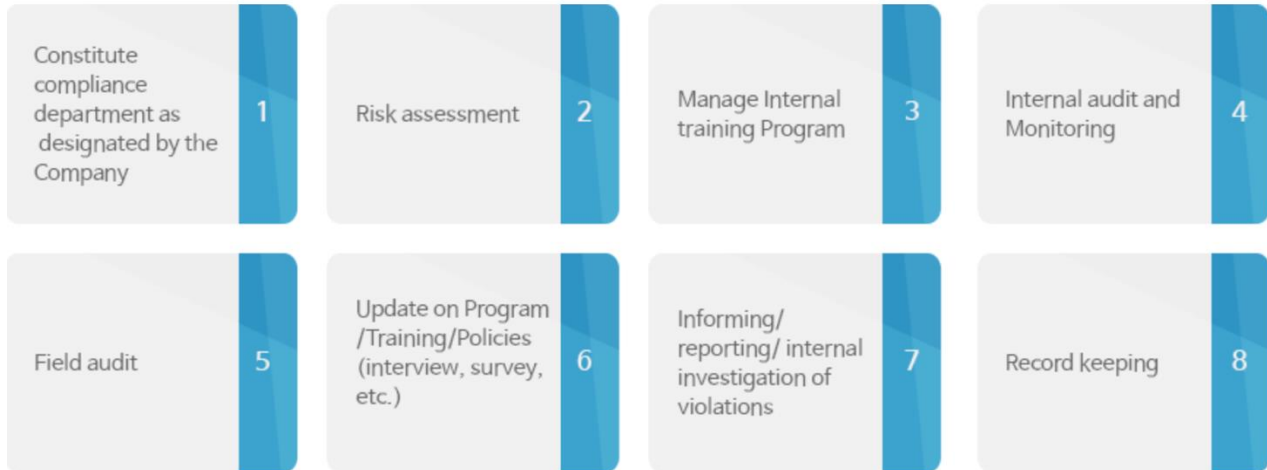 Constitute
compliance
department as
designated by the
Company
1
Risk assessment
2
Manage Internal
training Program
3
Internal audit and
Monitoring
4
Field audit
5
Update on Program
/Training/Policies
(interview, survey,
etc.)
6
Informing/
reporting/ internal
investigation of
violations
7
Record keeping
8